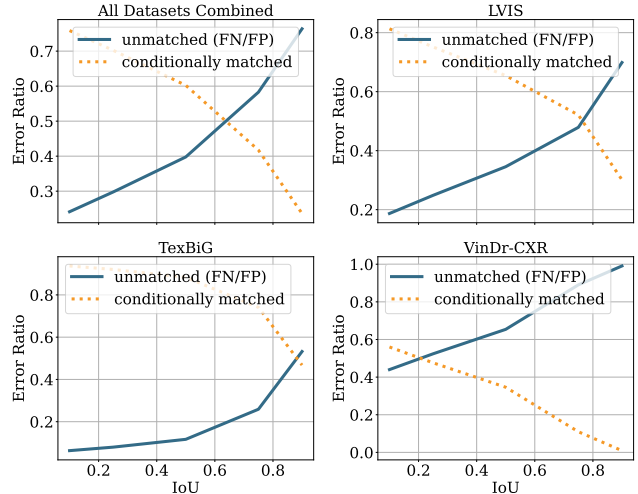 All Datasets Combined
unmatched (FN/FP)
conditionally matched
Error Ratio
0.7
0.6
0.5
0.4
0.3
LVIS
unmatched (FN/FP)
conditionally matched
Error Ratio
0.8
0.6
0.4
0.2
TexBiG
unmatched (FN/FP)
conditionally matched
Error Ratio
0.8
0.6
0.4
0.2
0.2 0.4 0.6 0.8
IoU
VinDr-CXR
unmatched (FN/FP)
conditionally matched
Error Ratio
1.0
0.8
0.6
0.4
0.2
0.0
0.2 0.4 0.6 0.8
IoU